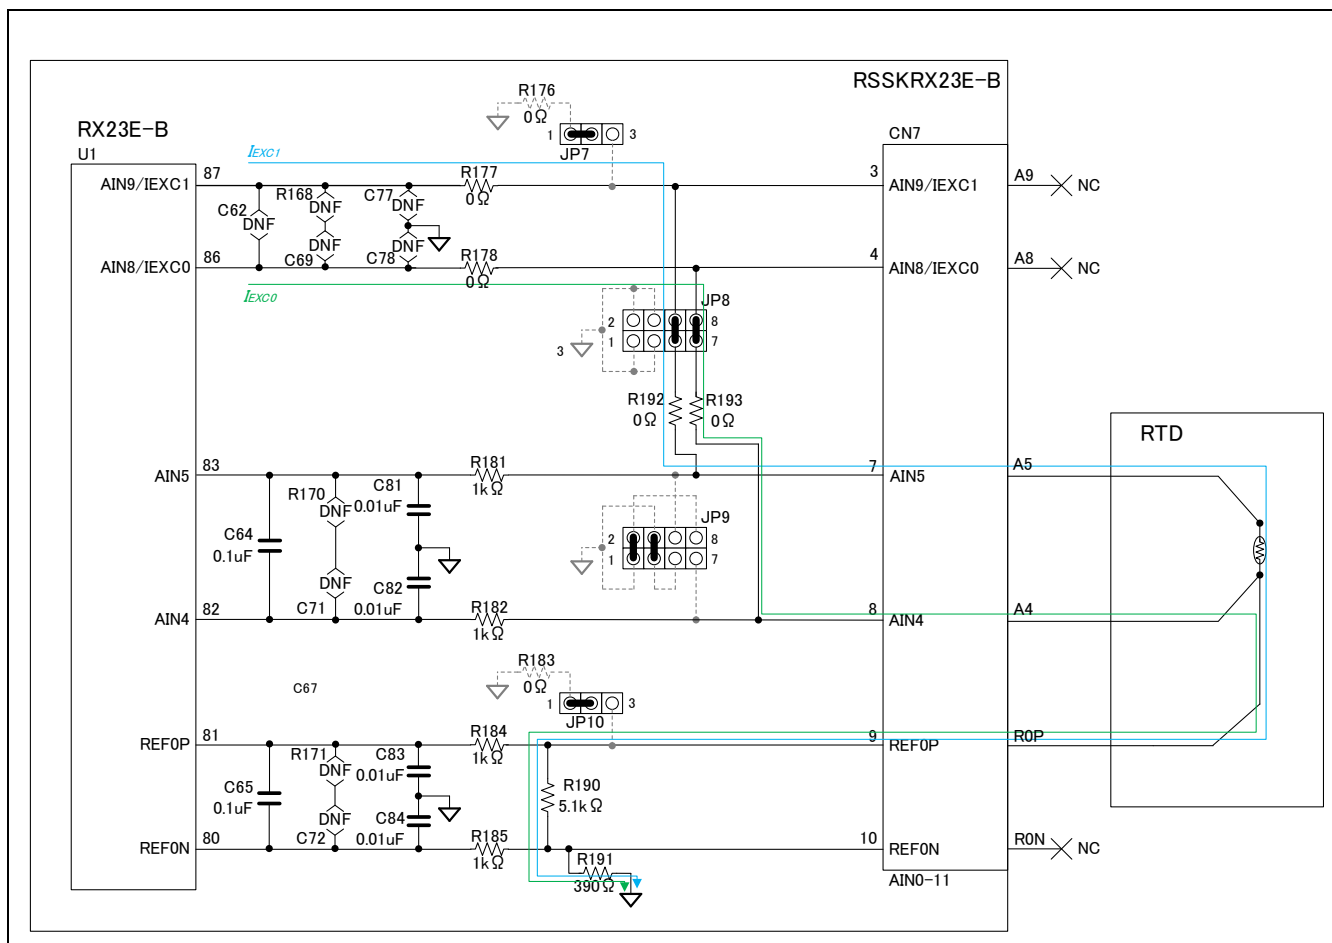 RSSKRX23E-B
R176
0Ω
1
3
JP7
RX23E-B
U1
CN7
IEXC1
AIN9/IEXC1
87
R177
0Ω
3
AIN9/IEXC1
A9
NC
C62
DNF
R168
DNF
C77
DNF
DNF
C69
DNF
C78
AIN8/IEXC0
86
R178
0Ω
4
AIN8/IEXC0
A8
NC
IEXC0
JP8
2
8
1
7
3
R192
0Ω
R193
0Ω
RTD
AIN5
83
R181
1kΩ
7
AIN5
A5
R170
DNF
C81
0.01uF
C64
0.1uF
JP9
2
8
1
7
DNF
C71
C82
0.01uF
AIN4
82
R182
1kΩ
8
AIN4
A4
R183
0Ω
1
3
JP10
C67
REF0P
81
R184
1kΩ
9
REF0P
R0P
R171
DNF
C83
0.01uF
C65
0.1uF
R190
5.1kΩ
DNF
C72
C84
0.01uF
REF0N
80
R185
1kΩ
10
REF0N
R0N
NC
R191
390Ω
AIN0-11